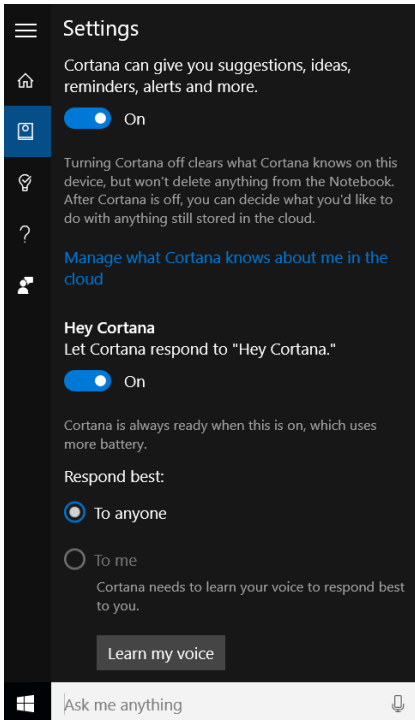 Settings
Cortana can give you suggestions, ideas,
reminders, alerts and more.
On
Turning Cortana off clears what Cortana knows on this
device, but won't delete anything from the Notebook.
After Cortana is off, you can decide what you'd like to
do with anything still stored in the cloud.
Manage what Cortana knows about me in the
cloud
Hey Cortana
Let Cortana respond to "Hey Cortana."
On
Cortana is always ready when this is on, which uses
more battery.
Respond best:
To anyone
To me
Cortana needs to learn your voice to respond best
to you.
Learn my voice
Ask me anything